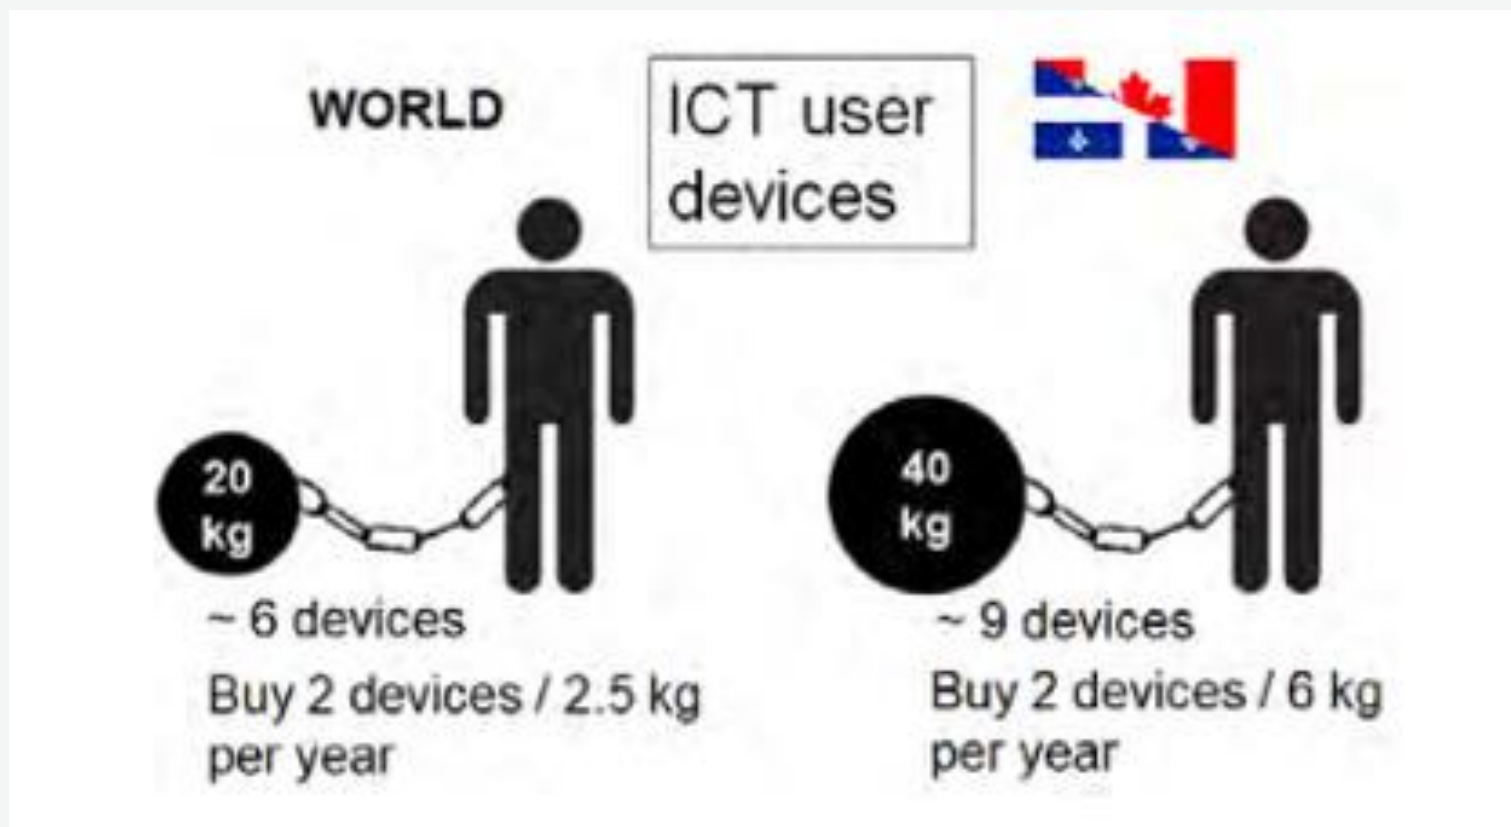 WORLD
ICT user
devices
20
kg
~ 6 devices
Buy 2 devices / 2.5 kg
per year
40
kg
~ 9 devices
Buy 2 devices / 6 kg
per year